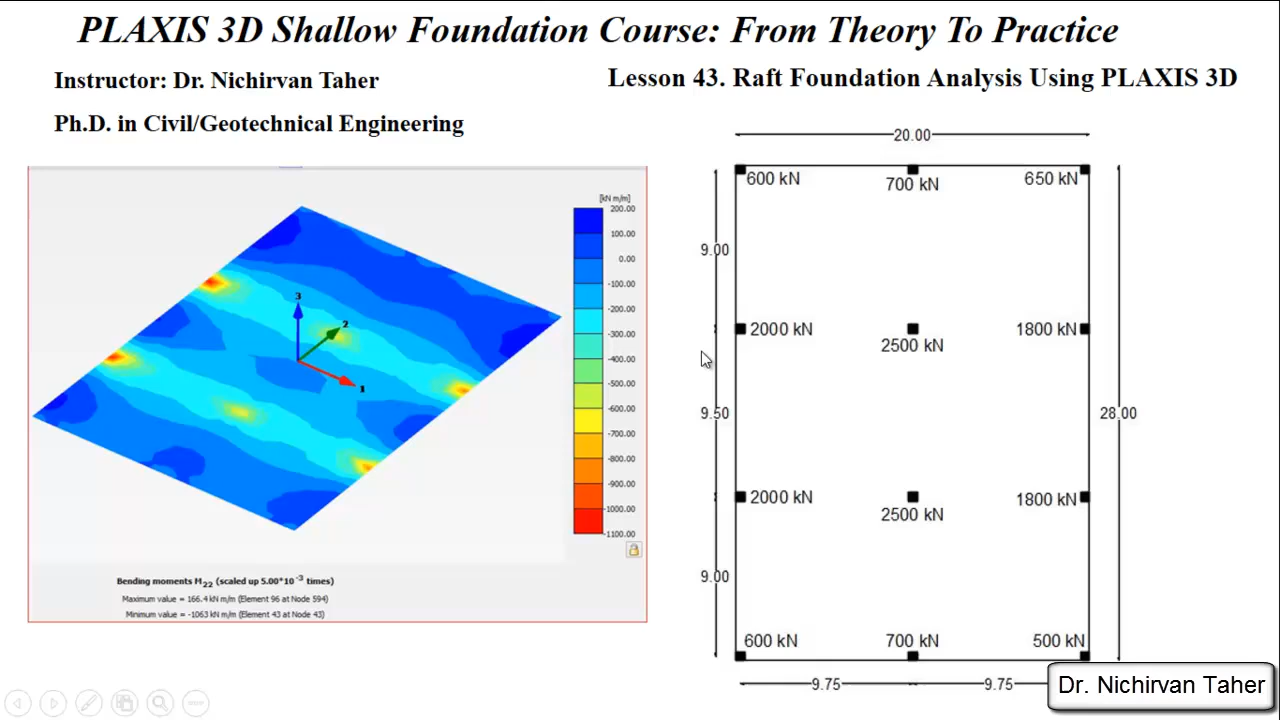 PLAXIS 3D Shallow Foundation Course: From Theory To Practice
Instructor: Dr. Nichirvan Taher
Lesson 43. Raft Foundation Analysis Using PLAXIS 3D
Ph.D. in Civil/Geotechnical Engineering
[kN m/m]
200.00
100.00
0.00
-100.00
-200.00
-300.00
-400.00
-500.00
-600.00
-700.00
-800.00
-900.00
-1000.00
-1100.00
3
2
1
Bending moments M22 (scaled up 5.00*10-3 times)
Maximum value = 166.4 kN m/m (Element 96 at Node 594)
Minimum value = -1063 kN m/m (Element 43 at Node 43)
20.00
600 kN
700 kN
650 kN
9.00
2000 kN
2500 kN
1800 kN
9.50
28.00
2000 kN
2500 kN
1800 kN
9.00
600 kN
700 kN
500 kN
9.75
9.75
Dr. Nichirvan Taher